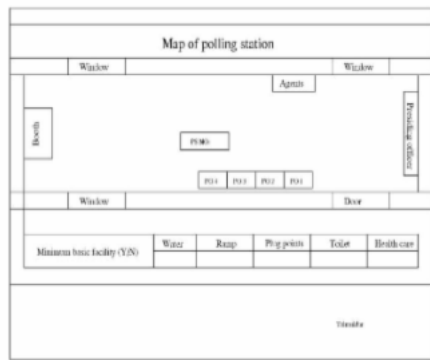 Map of polling station
Window Window
Agents
Booth
Presiding officer
PO4 PO3 PO2 PO1
Window Door
Minimum basic facility (Y/N) Water Ramp Plug points Toilet Health care